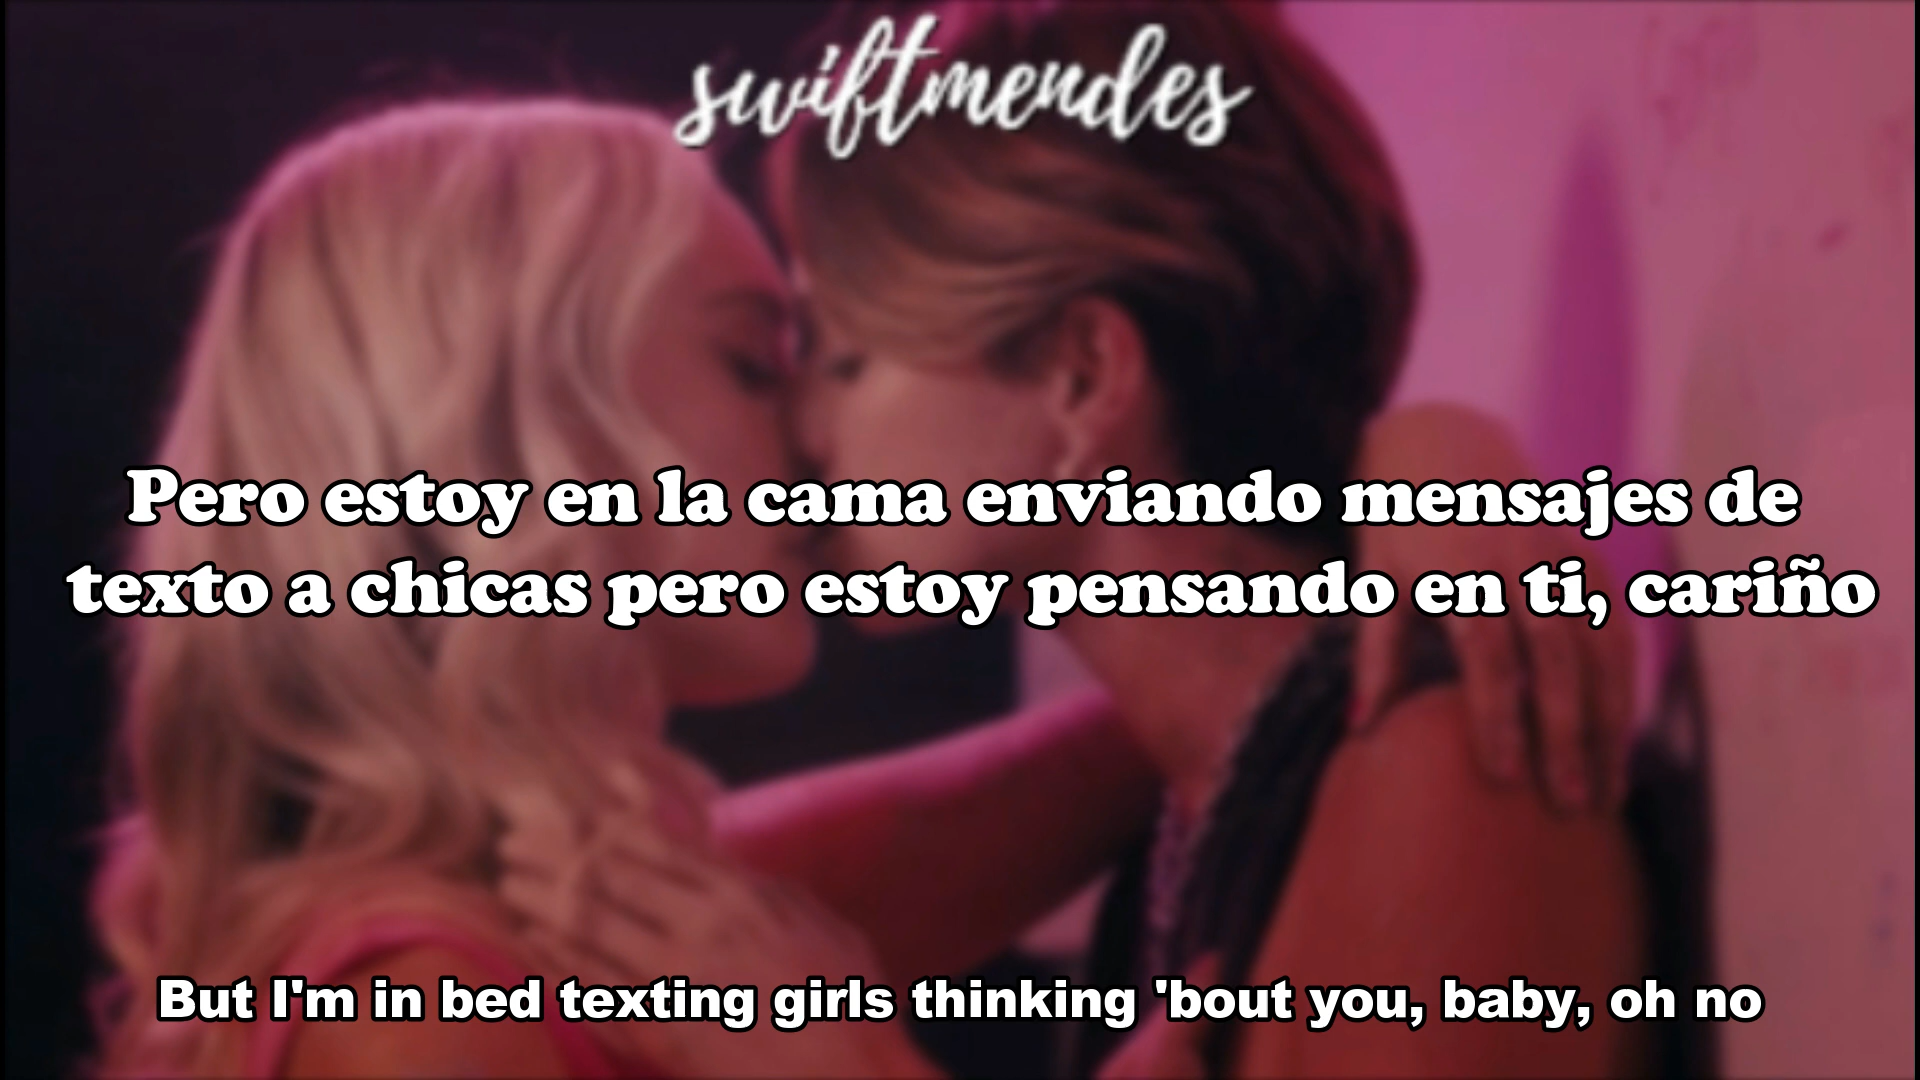 swiftmendes
Pero estoy en la cama enviando mensajes de
texto a chicas pero estoy pensando en ti, cariño
But I'm in bed texting girls thinking 'bout you, baby, oh no